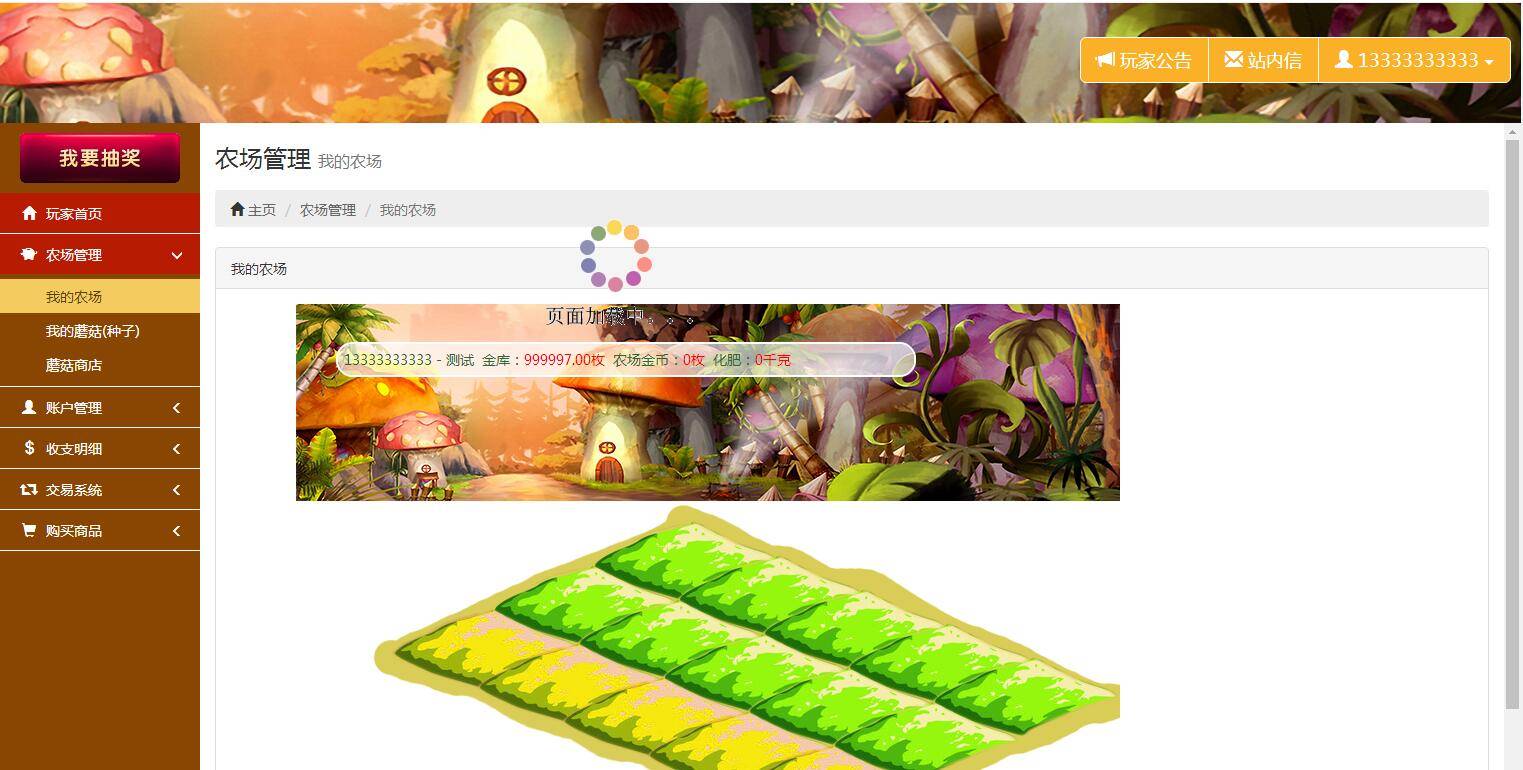 玩家公告 站内信 13333333333
我要抽奖
玩家首页
农场管理
我的农场
我的蘑菇(种子)
蘑菇商店
账户管理
$ 收支明细
交易系统
购买商品
农场管理 我的农场
主页 / 农场管理 / 我的农场
我的农场
页面加载中。。。
13333333333 - 测试 金库：999997.00枚 农场金币：0枚 化肥：0千克